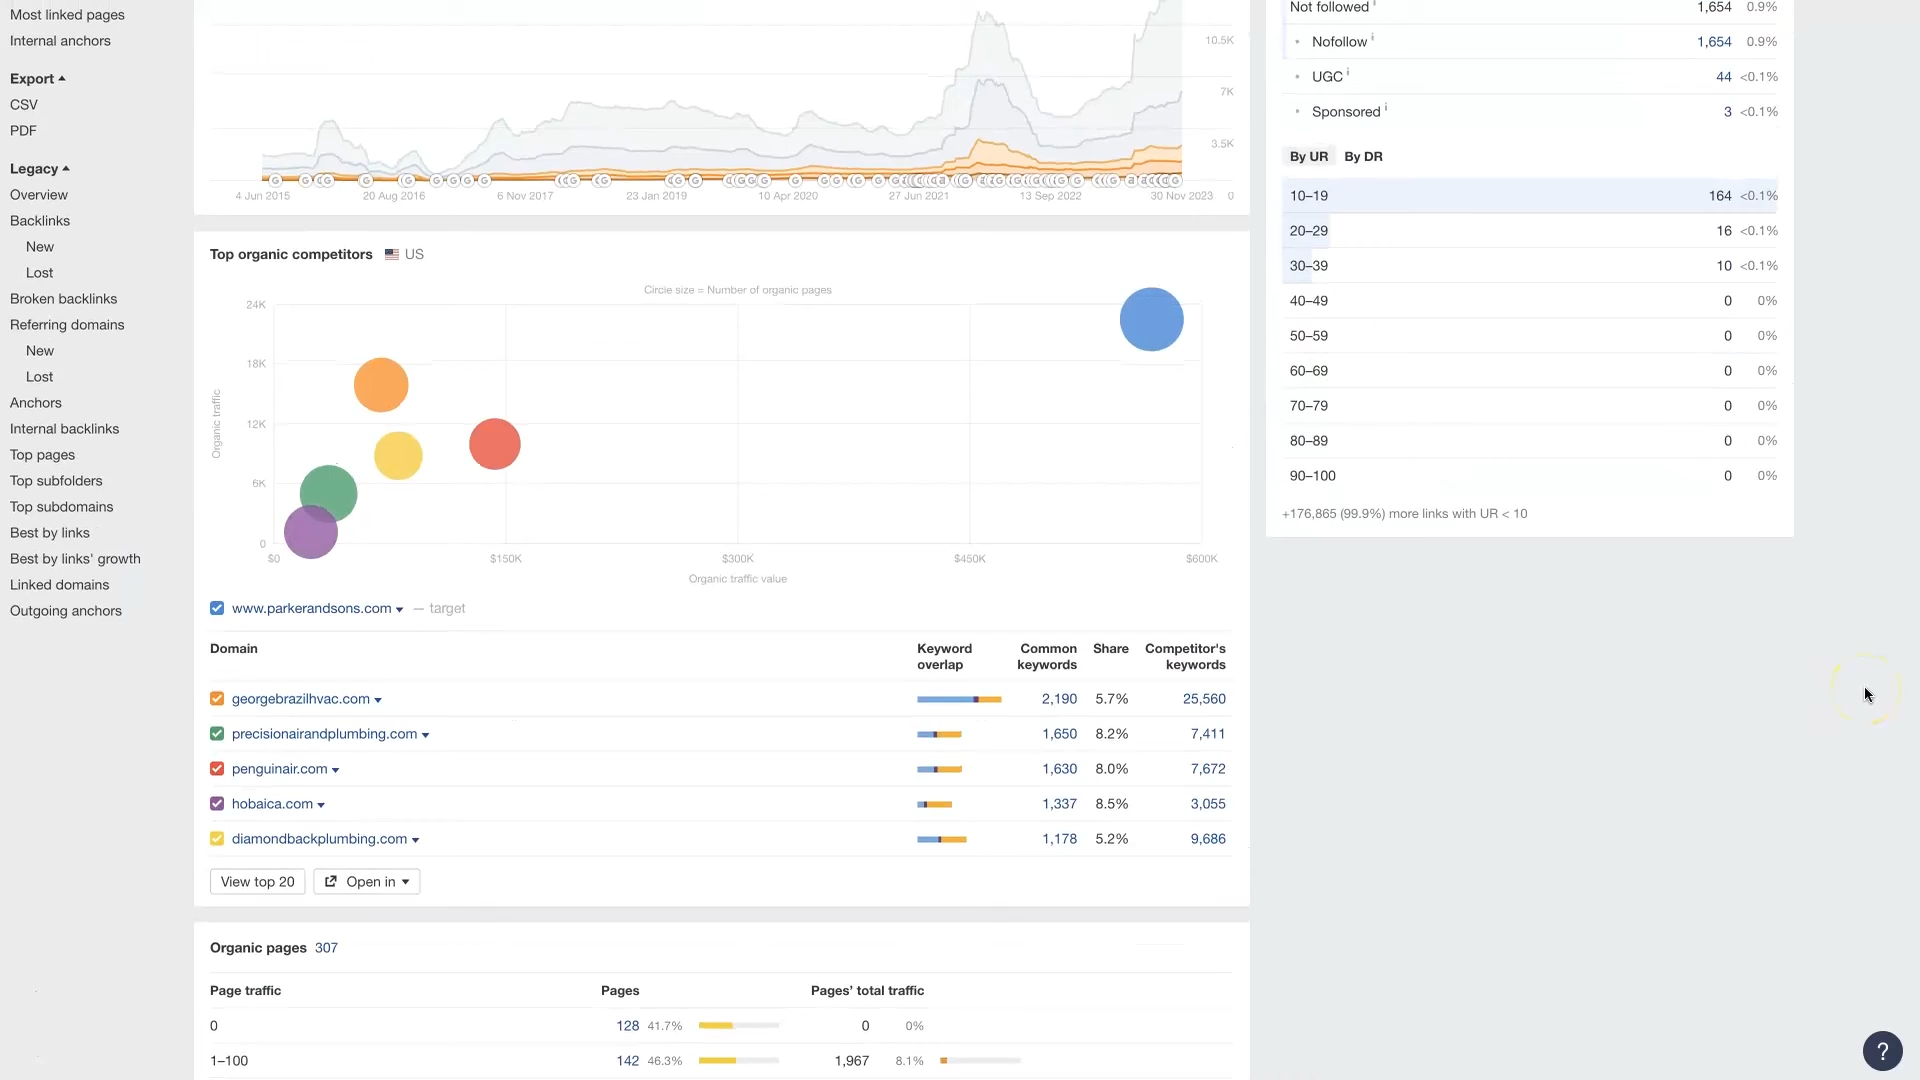 Most linked pages
Internal anchors
Export
CSV
PDF
Legacy
Overview
Backlinks
New
Lost
Broken backlinks
Referring domains
New
Lost
Anchors
Internal backlinks
Top pages
Top subfolders
Top subdomains
Best by links
Best by links' growth
Linked domains
Outgoing anchors
10.5K
7K
3.5K
0
4 Jun 2015 20 Aug 2016 6 Nov 2017 23 Jan 2019 10 Apr 2020 27 Jun 2021 13 Sep 2022 30 Nov 2023
Top organic competitors US
Circle size = Number of organic pages
24K
18K
12K
6K
0
Organic traffic
$0 $150K $300K $450K $600K
Organic traffic value
www.parkerandsons.com — target
Domain Keyword overlap Common keywords Share Competitor's keywords
georgebrazilhvac.com 2,190 5.7% 25,560
precisionairandplumbing.com 1,650 8.2% 7,411
penguinair.com 1,630 8.0% 7,672
hobaica.com 1,337 8.5% 3,055
diamondbackplumbing.com 1,178 5.2% 9,686
View top 20 Open in
Organic pages 307
Page traffic Pages Pages’ total traffic
0 128 41.7% 0 0%
1–100 142 46.3% 1,967 8.1%
Not followed i 1,654 0.9%
Nofollow i 1,654 0.9%
UGC i 44 <0.1%
Sponsored i 3 <0.1%
By UR By DR
10–19 164 <0.1%
20–29 16 <0.1%
30–39 10 <0.1%
40–49 0 0%
50–59 0 0%
60–69 0 0%
70–79 0 0%
80–89 0 0%
90–100 0 0%
+176,865 (99.9%) more links with UR < 10
?